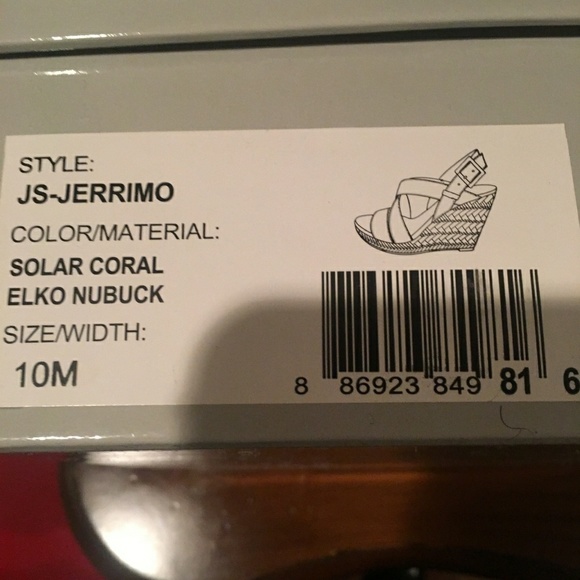 STYLE:
JS-JERRIMO
COLOR/MATERIAL:
SOLAR CORAL
ELKO NUBUCK
SIZE/WIDTH:
10M
8 86923 849 81 6